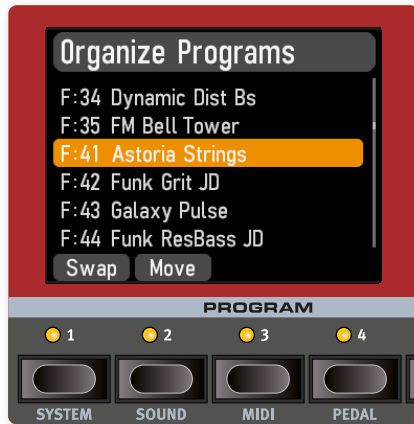 Organize Programs
F:34 Dynamic Dist Bs
F:35 FM Bell Tower
F:41 Astoria Strings
F:42 Funk Grit JD
F:43 Galaxy Pulse
F:44 Funk ResBass JD
Swap Move
PROGRAM
1 2 3 4
SYSTEM SOUND MIDI PEDAL